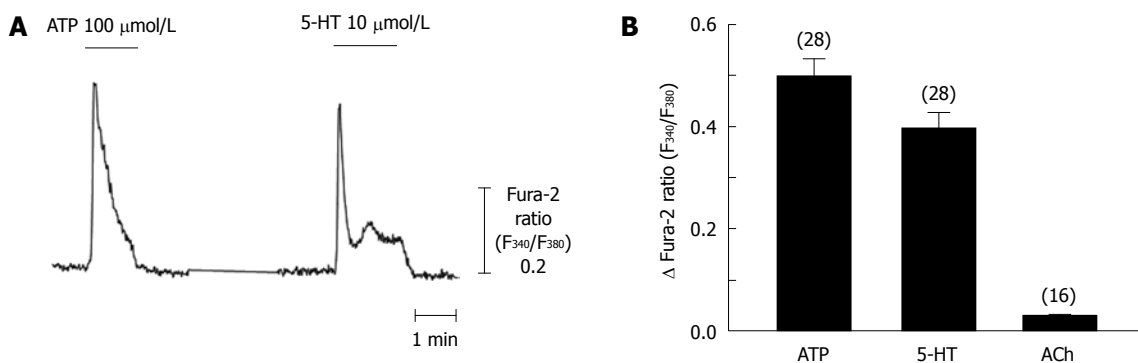 A
ATP 100 μmol/L
5-HT 10 μmol/L
Fura-2
ratio
(F340/F380)
0.2
1 min
B
Δ Fura-2 ratio (F340/F380)
0.6
0.4
0.2
0.0
(28)
(28)
(16)
ATP
5-HT
ACh